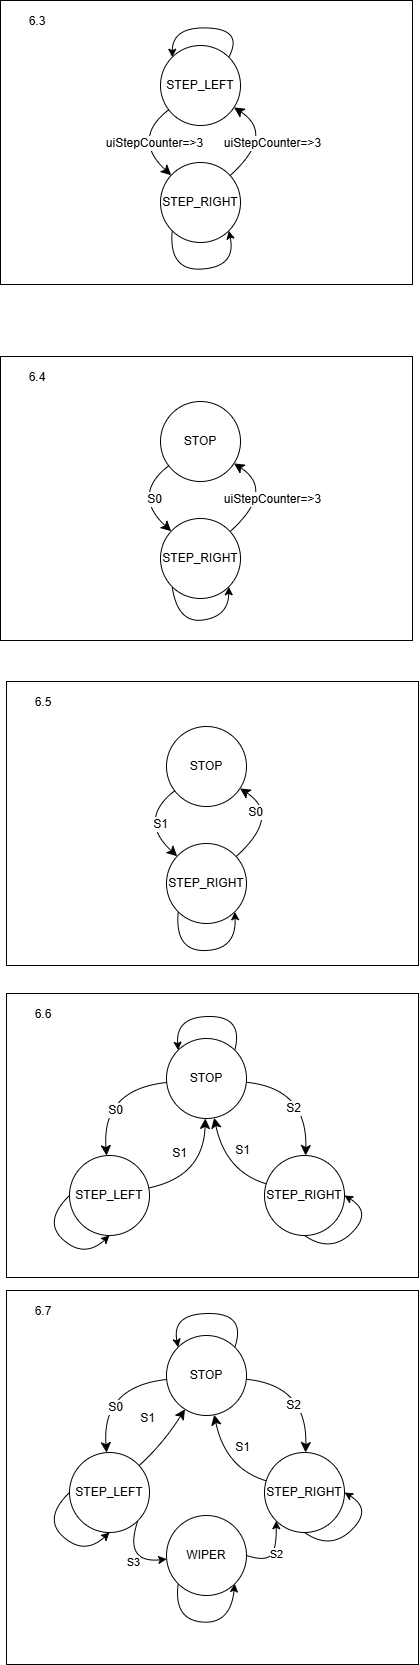 6.3
STEP_LEFT
uiStepCounter=>3
uiStepCounter=>3
STEP_RIGHT
6.4
STOP
S0
uiStepCounter=>3
STEP_RIGHT
6.5
STOP
S0
S1
STEP_RIGHT
6.6
STOP
S0
S2
S1
S1
STEP_LEFT
STEP_RIGHT
6.7
STOP
S0
S2
S1
S1
STEP_LEFT
STEP_RIGHT
WIPER
S3
S2